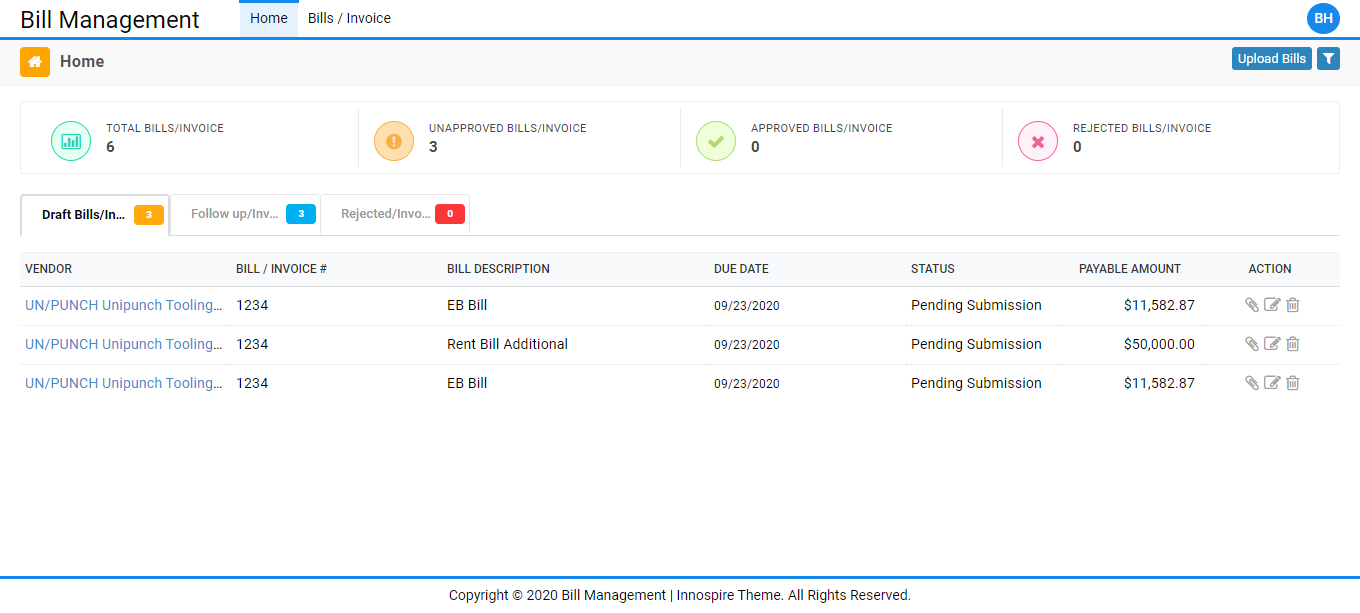 Bill Management Home Bills / Invoice BH
Home Upload Bills
TOTAL BILLS/INVOICE UNAPPROVED BILLS/INVOICE APPROVED BILLS/INVOICE REJECTED BILLS/INVOICE
6 3 0 0
Draft Bills/In... 3 Follow up/Inv... 3 Rejected/Invo... 0
VENDOR BILL / INVOICE # BILL DESCRIPTION DUE DATE STATUS PAYABLE AMOUNT ACTION
UN/PUNCH Unipunch Tooling... 1234 EB Bill 09/23/2020 Pending Submission $11,582.87
UN/PUNCH Unipunch Tooling... 1234 Rent Bill Additional 09/23/2020 Pending Submission $50,000.00
UN/PUNCH Unipunch Tooling... 1234 EB Bill 09/23/2020 Pending Submission $11,582.87
Copyright © 2020 Bill Management | Innospire Theme. All Rights Reserved.